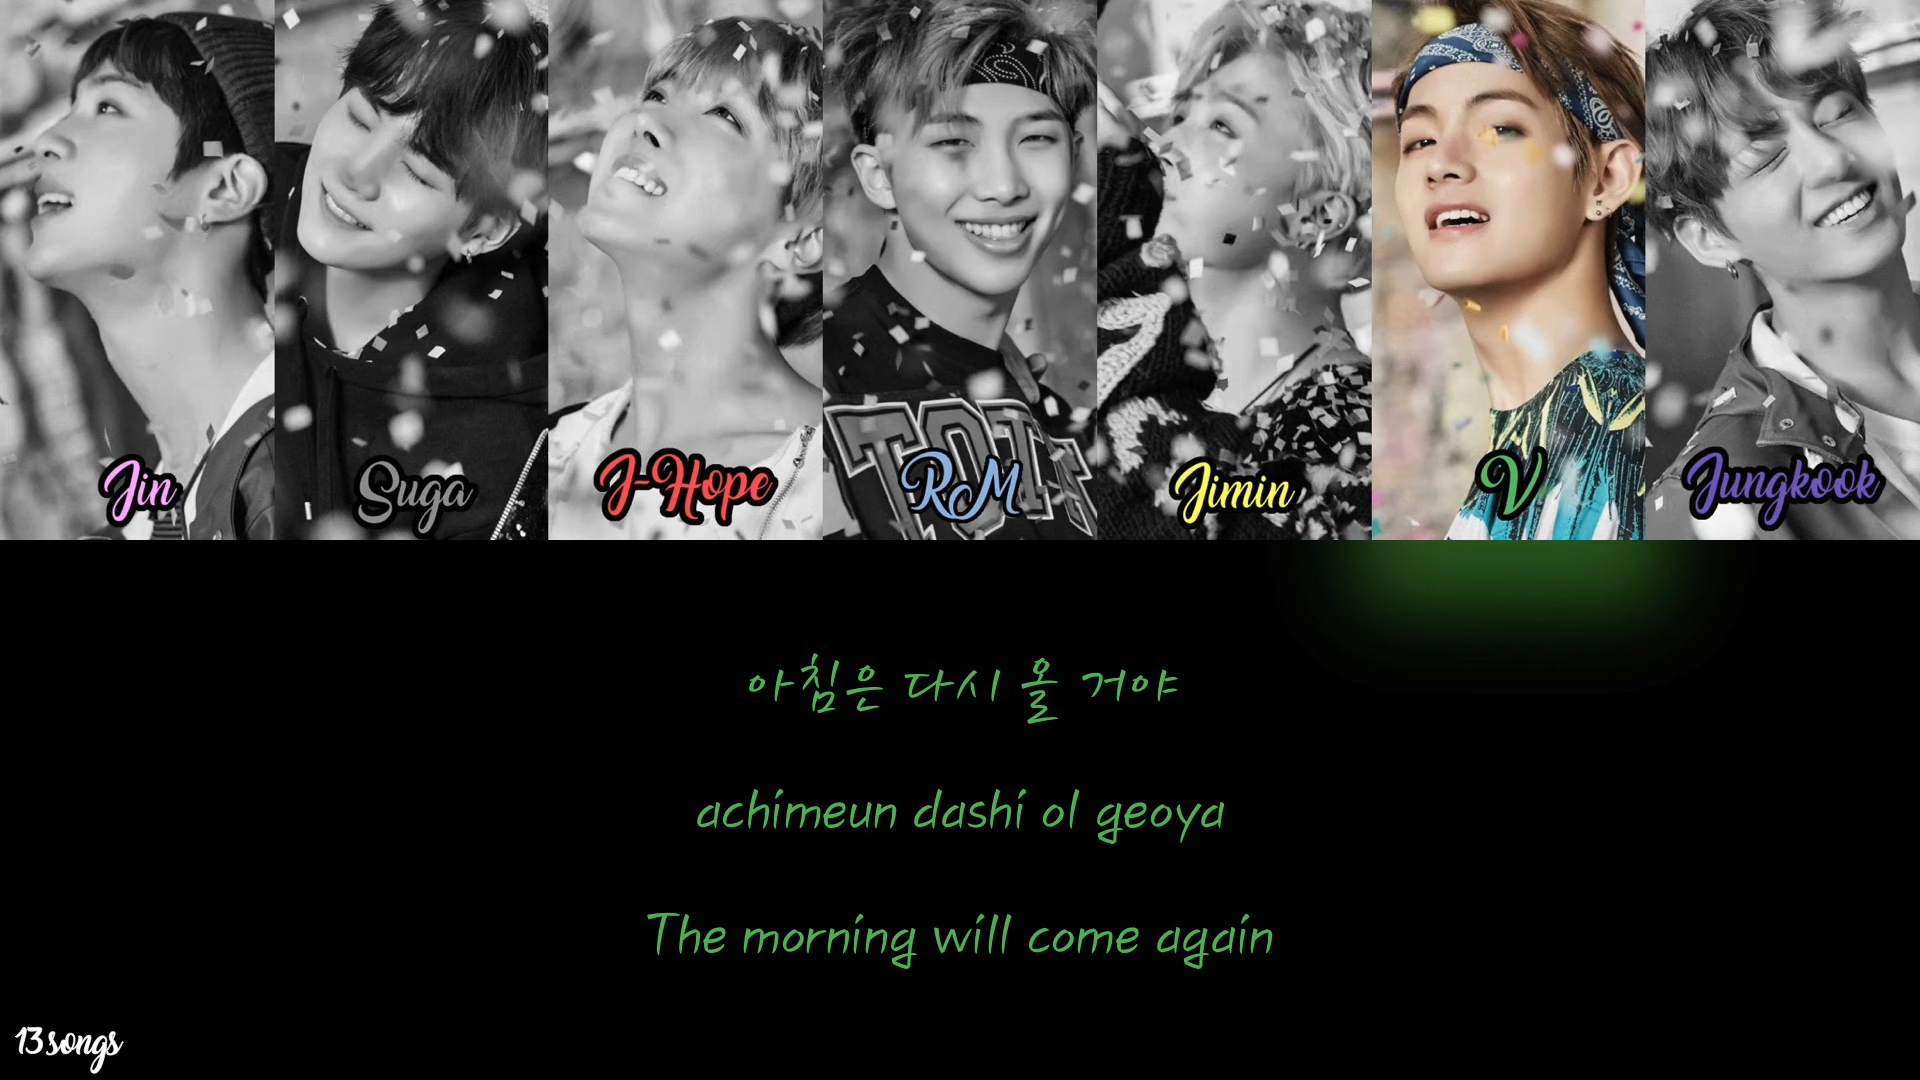 Jin
Suga
J-Hope
RM
Jimin
V
Jungkook
아침은 다시 올 거야
achimeun dashi ol geoya
The morning will come again
13songs